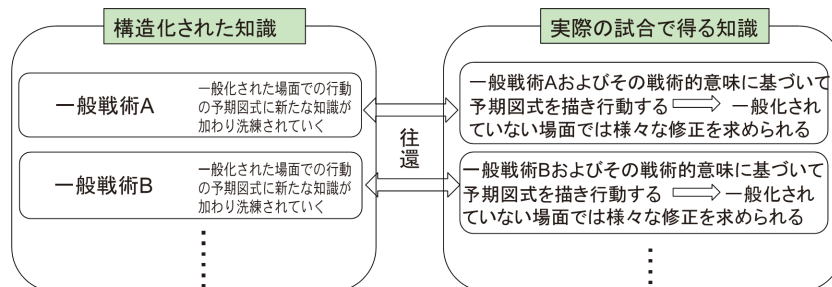 構造化された知識
一般戦術A
一般化された場面での行動
の予期図式に新たな知識が
加わり洗練されていく
一般戦術B
一般化された場面での行動
の予期図式に新たな知識が
加わり洗練されていく
往還
実際の試合で得る知識
一般戦術Aおよびその戦術的意味に基づいて
予期図式を描き行動する ⟹ 一般化され
ていない場面では様々な修正を求められる
一般戦術Bおよびその戦術的意味に基づいて
予期図式を描き行動する ⟹ 一般化され
ていない場面では様々な修正を求められる